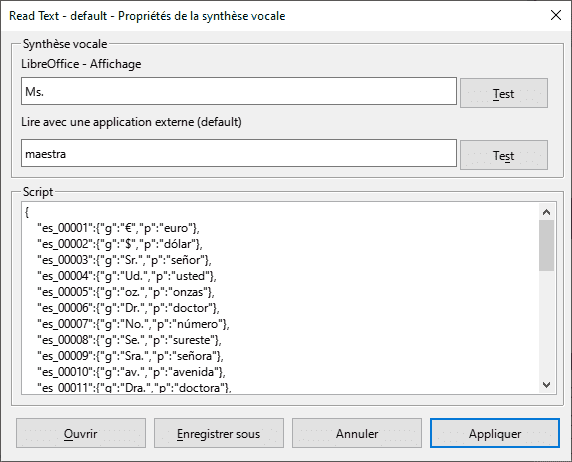 Read Text - default - Propriétés de la synthèse vocale
Synthèse vocale
LibreOffice - Affichage
Ms.
Test
Lire avec une application externe (default)
maestra
Test
Script
{
"es_00001":{"g":"€","p":"euro"},
"es_00002":{"g":"$","p":"dólar"},
"es_00003":{"g":"Sr.","p":"señor"},
"es_00004":{"g":"Ud.","p":"usted"},
"es_00005":{"g":"oz.","p":"onzas"},
"es_00006":{"g":"Dr.","p":"doctor"},
"es_00007":{"g":"No.","p":"número"},
"es_00008":{"g":"Se.","p":"sureste"},
"es_00009":{"g":"Sra.","p":"señora"},
"es_00010":{"g":"av.","p":"avenida"},
"es_00011":{"g":"Dra.","p":"doctora"},
Ouvrir
Enregistrer sous
Annuler
Appliquer